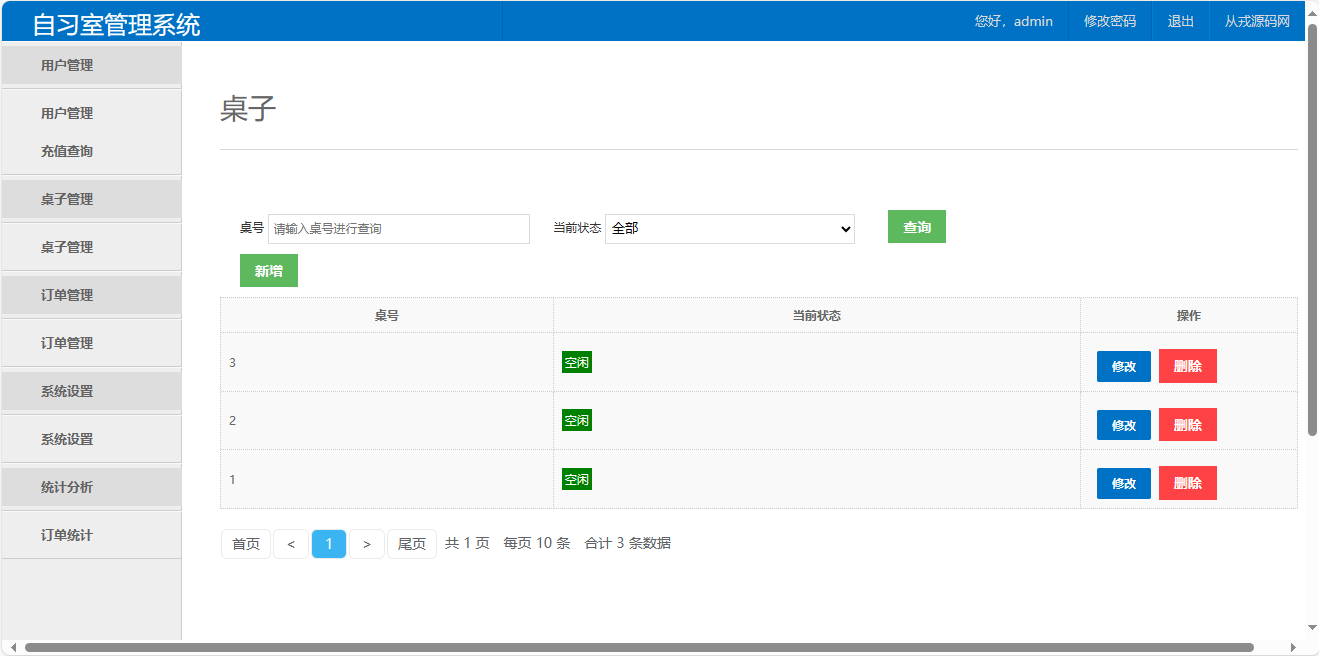 自习室管理系统
您好，admin 修改密码 退出 从戎源码网
用户管理
用户管理
充值查询
桌子管理
桌子管理
订单管理
订单管理
系统设置
系统设置
统计分析
订单统计
桌子
桌号 请输入桌号进行查询 当前状态 全部 查询
新增
桌号 当前状态 操作
3 空闲 修改 删除
2 空闲 修改 删除
1 空闲 修改 删除
首页 < 1 > 尾页 共 1 页 每页 10 条 合计 3 条数据